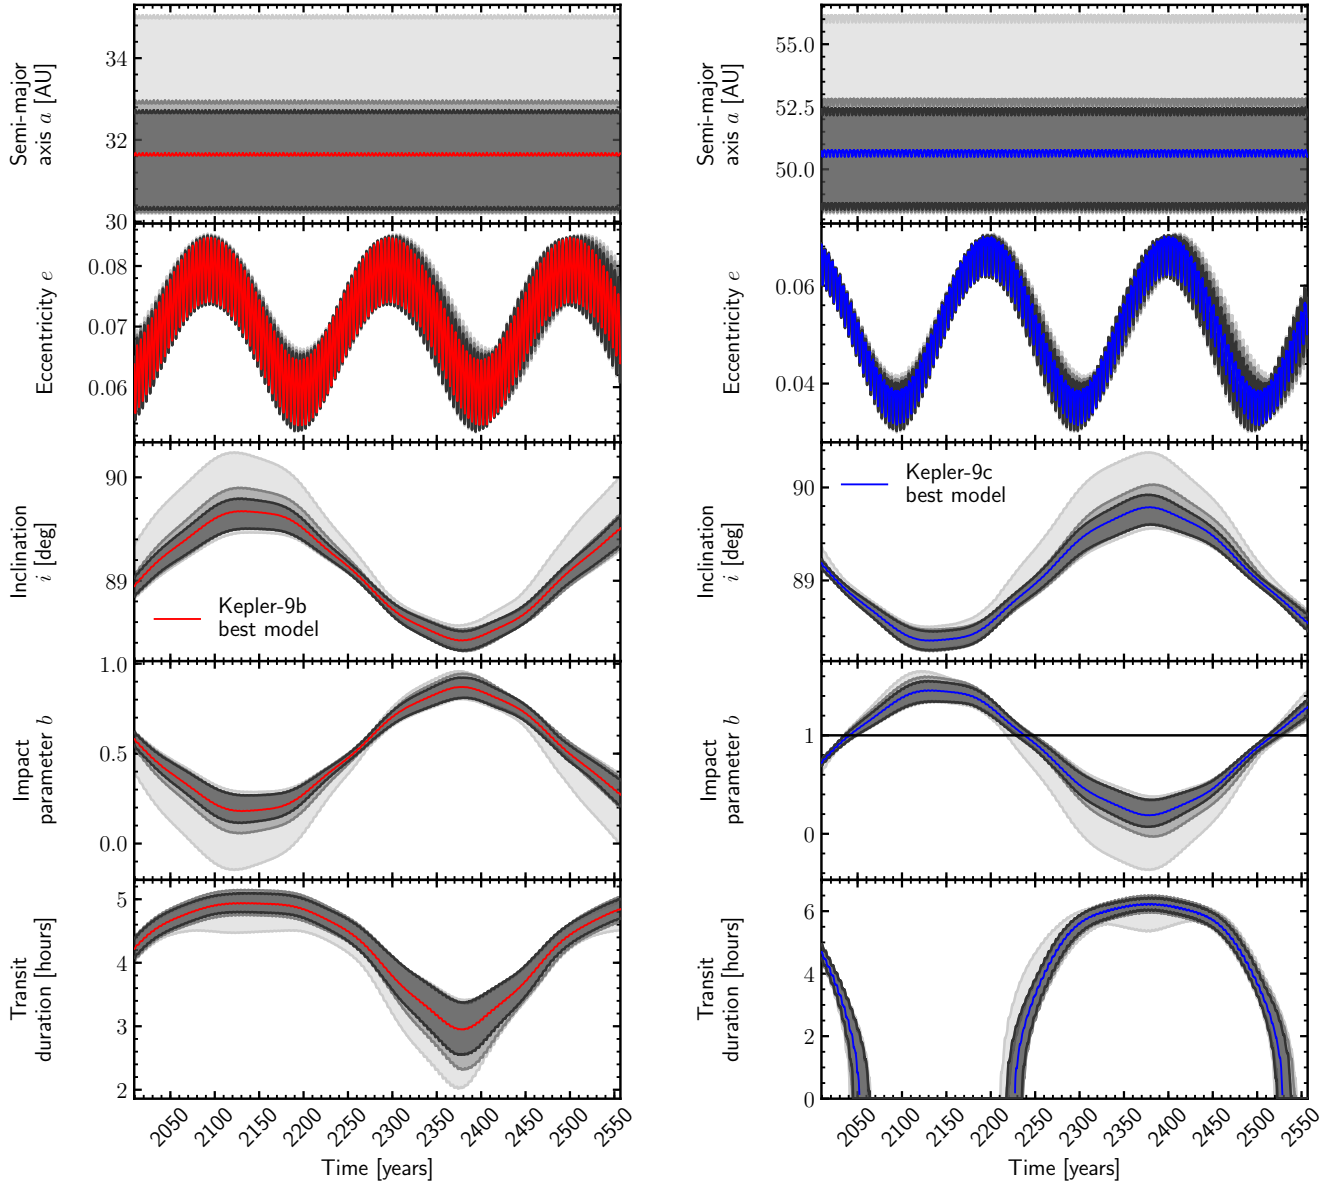 Semi-major
axis a [AU]
34
32
30
Eccentricity e
0.08
0.07
0.06
Inclination
i [deg]
90
89
Kepler-9b
best model
Impact
parameter b
1.0
0.5
0.0
Transit
duration [hours]
5
4
3
2
2050
2100
2150
2200
2250
2300
2350
2400
2450
2500
2550
Time [years]
Semi-major
axis a [AU]
55.0
52.5
50.0
Eccentricity e
0.06
0.04
Inclination
i [deg]
90
89
Kepler-9c
best model
Impact
parameter b
1
0
Transit
duration [hours]
6
4
2
0
2050
2100
2150
2200
2250
2300
2350
2400
2450
2500
2550
Time [years]